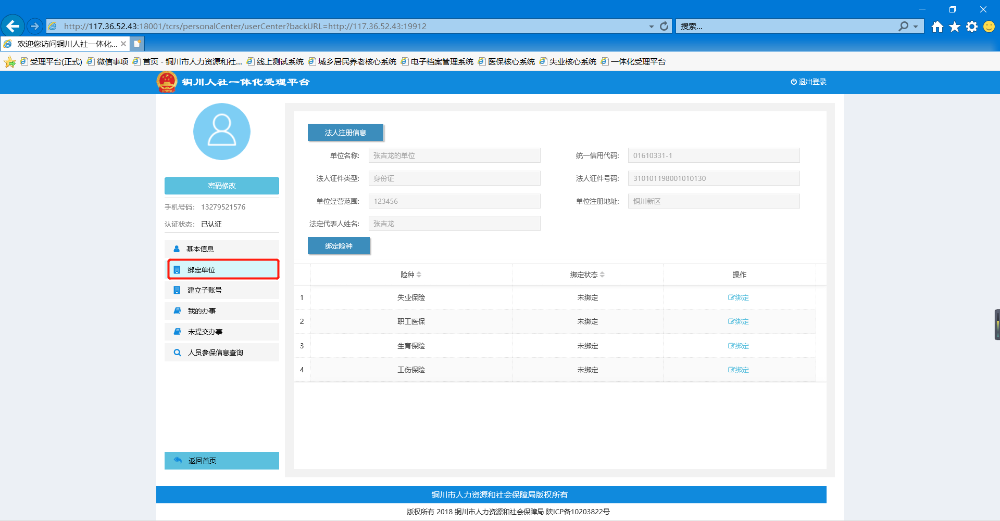 http://117.36.52.43:18001/tcrs/personalCenter/userCenter?backURL=http://117.36.52.43:19912
搜索...
欢迎您访问铜川人社一体化...
受理平台(正式) 微信事项 首页 - 铜川市人力资源和社... 线上测试系统 城乡居民养老核心系统 电子档案管理系统 医保核心系统 失业核心系统 一体化受理平台
铜川人社一体化受理平台
退出登录
密码修改
手机号码: 13279521576
认证状态: 已认证
基本信息
绑定单位
建立子账号
我的办事
未提交办事
人员参保信息查询
返回首页
法人注册信息
单位名称: 张吉龙的单位 统一信用代码: 01610331-1
法人证件类型: 身份证 法人证件号码: 310101198001010130
单位经营范围: 123456 单位注册地址: 铜川新区
法定代表人姓名: 张吉龙
绑定险种
险种 绑定状态 操作
1 失业保险 未绑定 绑定
2 职工医保 未绑定 绑定
3 生育保险 未绑定 绑定
4 工伤保险 未绑定 绑定
铜川市人力资源和社会保障局版权所有
版权所有 2018 铜川市人力资源和社会保障局 陕ICP备10203822号